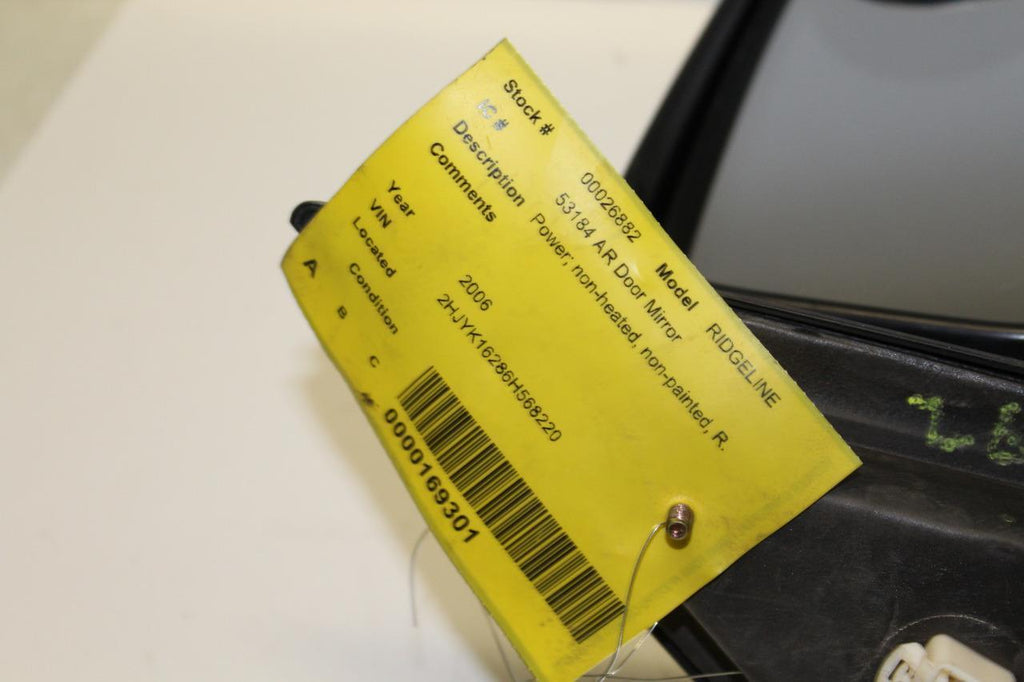 Stock # 00026882 Model RIDGELINE
IC # 53184 AR Door Mirror
Description Power, non-heated, non-painted, R.
Comments
Year 2006
VIN 2HJYK16286H568220
Located
Condition
A B C
# 0000169301